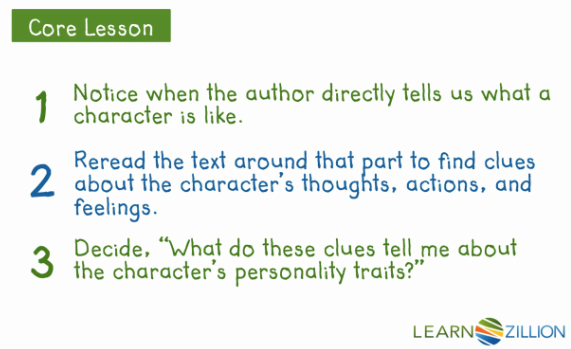 Core Lesson
1 Notice when the author directly tells us what a
character is like.
2 Reread the text around that part to find clues
about the character's thoughts, actions, and
feelings.
3 Decide, "What do these clues tell me about
the character's personality traits?"
LEARN ZILLION